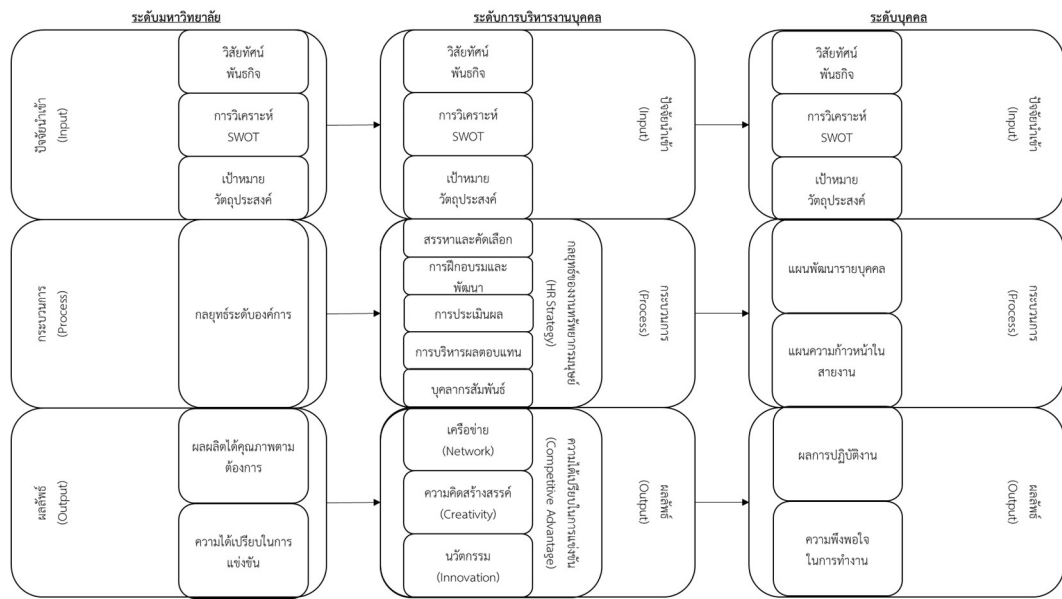 ระดับมหาวิทยาลัย
ปัจจัยนำเข้า
(Input)
วิสัยทัศน์
พันธกิจ
การวิเคราะห์
SWOT
เป้าหมาย
วัตถุประสงค์
กระบวนการ
(Process)
กลยุทธ์ระดับองค์การ
ผลลัพธ์
(Output)
ผลผลิตได้คุณภาพตาม
ต้องการ
ความได้เปรียบในการ
แข่งขัน
ระดับการบริหารงานบุคคล
วิสัยทัศน์
พันธกิจ
การวิเคราะห์
SWOT
เป้าหมาย
วัตถุประสงค์
ปัจจัยนำเข้า
(Input)
สรรหาและคัดเลือก
การฝึกอบรมและ
พัฒนา
การประเมินผล
การบริหารผลตอบแทน
บุคลากรสัมพันธ์
กลยุทธ์ของงานทรัพยากรมนุษย์
(HR Strategy)
กระบวนการ
(Process)
เครือข่าย
(Network)
ความคิดสร้างสรรค์
(Creativity)
นวัตกรรม
(Innovation)
ความได้เปรียบในการแข่งขัน
(Competitive Advantage)
ผลลัพธ์
(Output)
ระดับบุคคล
วิสัยทัศน์
พันธกิจ
การวิเคราะห์
SWOT
เป้าหมาย
วัตถุประสงค์
ปัจจัยนำเข้า
(Input)
แผนพัฒนารายบุคคล
แผนความก้าวหน้าใน
สายงาน
กระบวนการ
(Process)
ผลการปฏิบัติงาน
ความพึงพอใจ
ในการทำงาน
ผลลัพธ์
(Output)